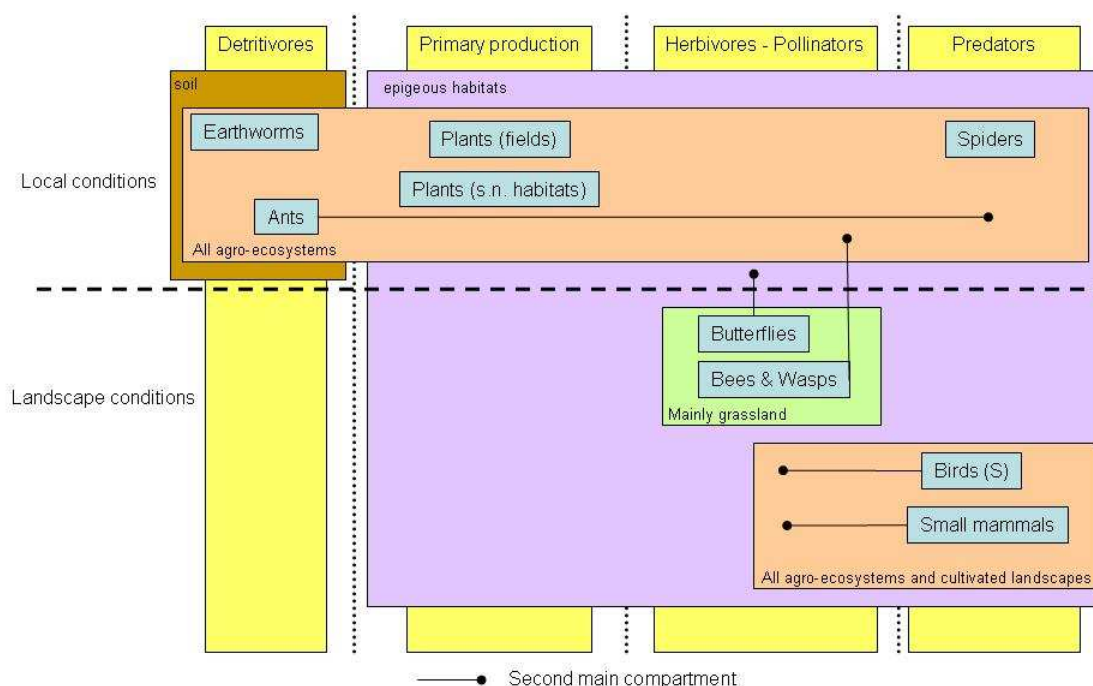 Detritivores
Primary production
Herbivores - Pollinators
Predators
soil
epigeous habitats
Earthworms
Plants (fields)
Spiders
Local conditions
Plants (s.n. habitats)
Ants
All agro-ecosystems
Butterflies
Bees & Wasps
Landscape conditions
Mainly grassland
Birds (S)
Small mammals
All agro-ecosystems and cultivated landscapes
Second main compartment